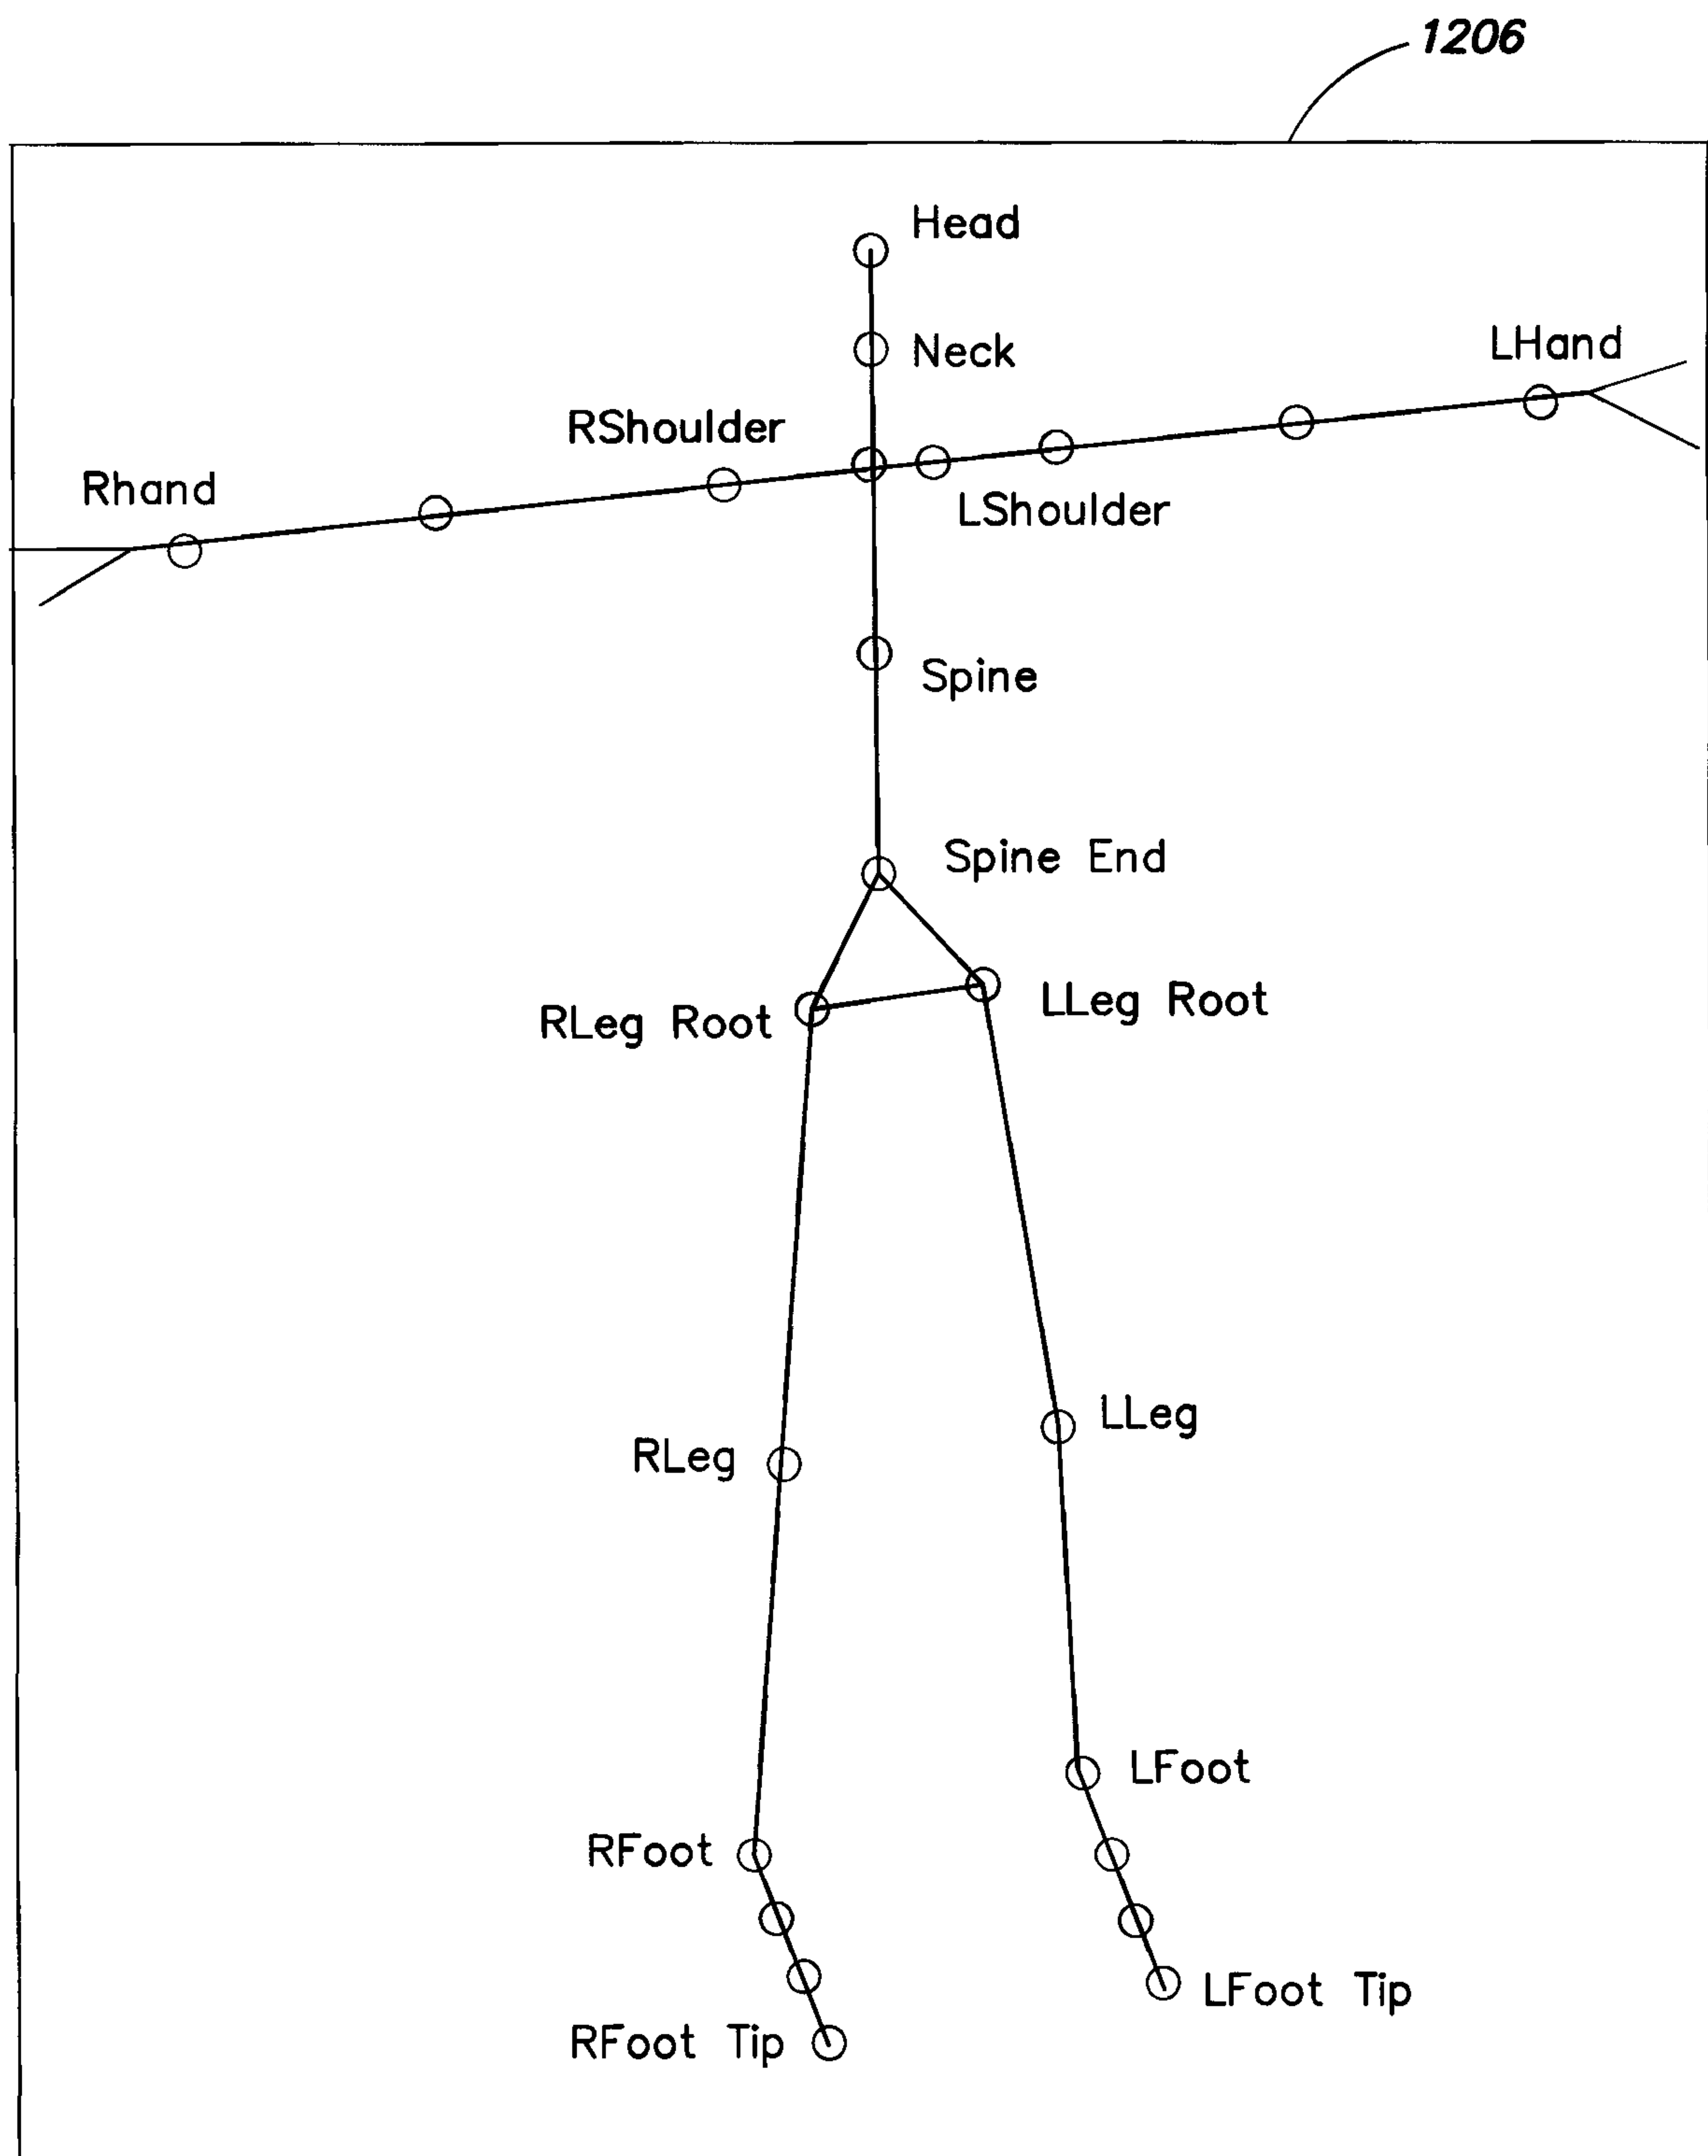 1206
Head
Neck
LHand
RShoulder
Rhand
LShoulder
Spine
Spine End
RLeg Root
LLeg Root
LLeg
RLeg
LFoot
RFoot
LFoot Tip
RFoot Tip